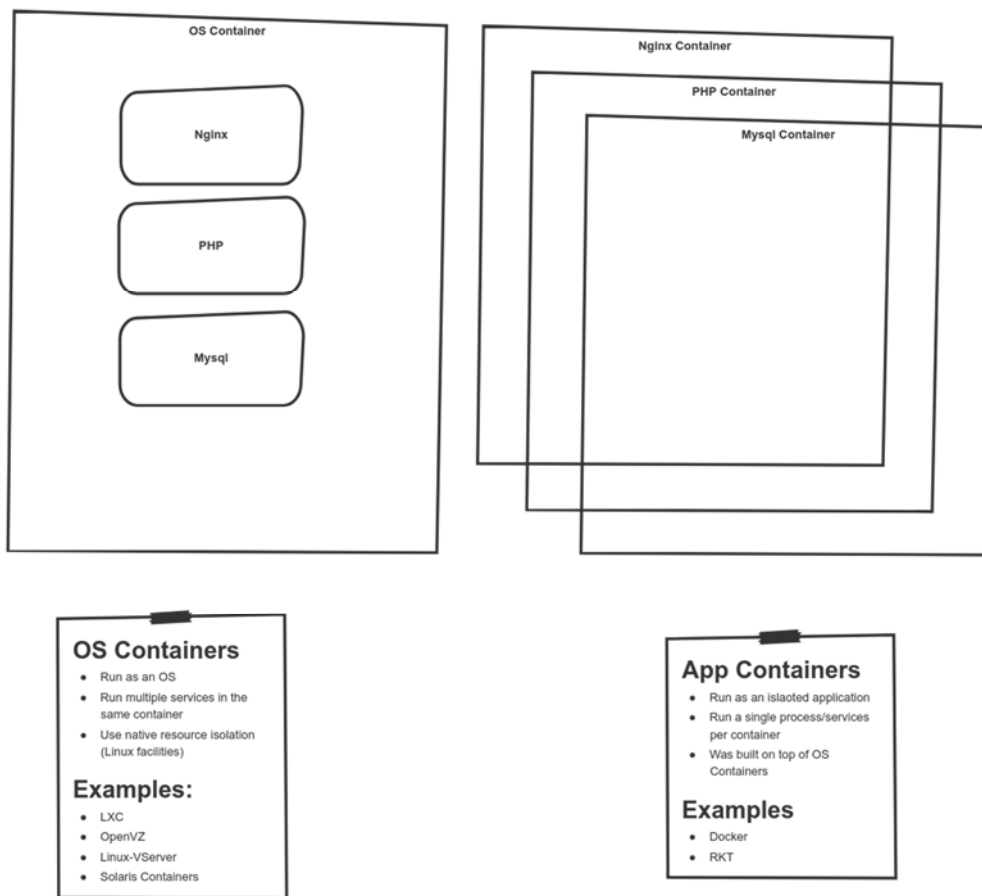 OS Container
Nginx
PHP
Mysql
Nginx Container
PHP Container
Mysql Container
OS Containers
● Run as an OS
● Run multiple services in the
same container
● Use native resource isolation
(Linux facilities)
Examples:
● LXC
● OpenVZ
● Linux-VServer
● Solaris Containers
App Containers
● Run as an islaoted application
● Run a single process/services
per container
● Was built on top of OS
Containers
Examples
● Docker
● RKT